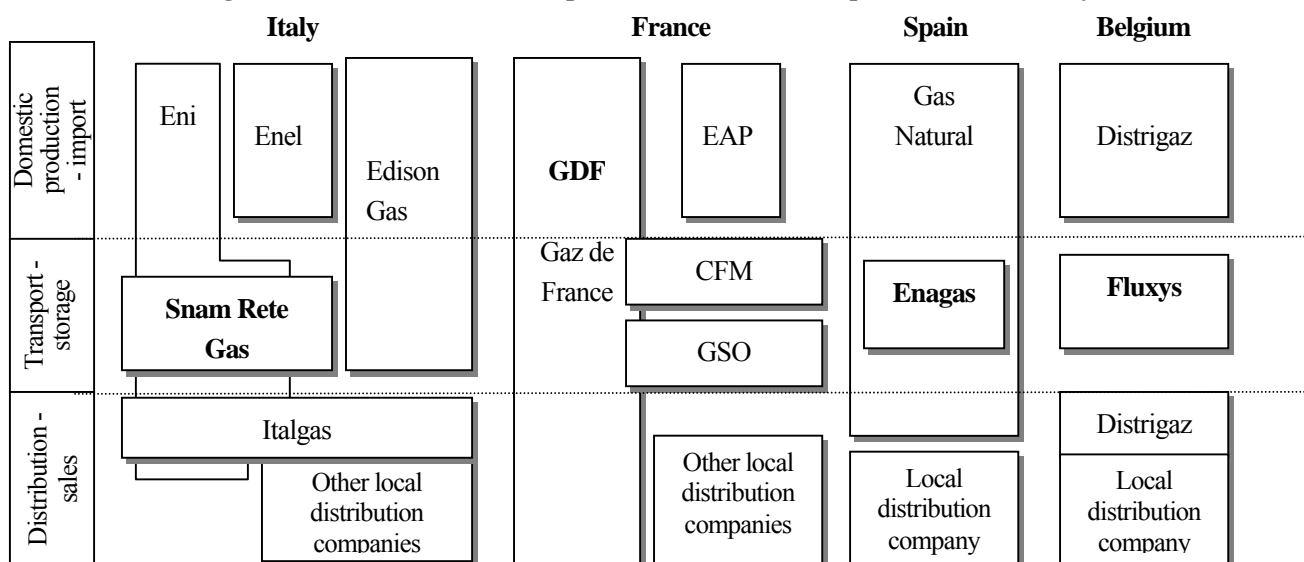 Italy France Spain Belgium
Domestic
production
- import
Eni
Enel
Edison
Gas
GDF
EAP
Gas
Natural
Distrigaz
Transport -
storage
Snam Rete
Gas
Gaz de
France
CFM
GSO
Enagas
Fluxys
Distribution -
sales
Italgas
Other local
distribution
companies
Other local
distribution
companies
Local
distribution
company
Distrigaz
Local
distribution
company